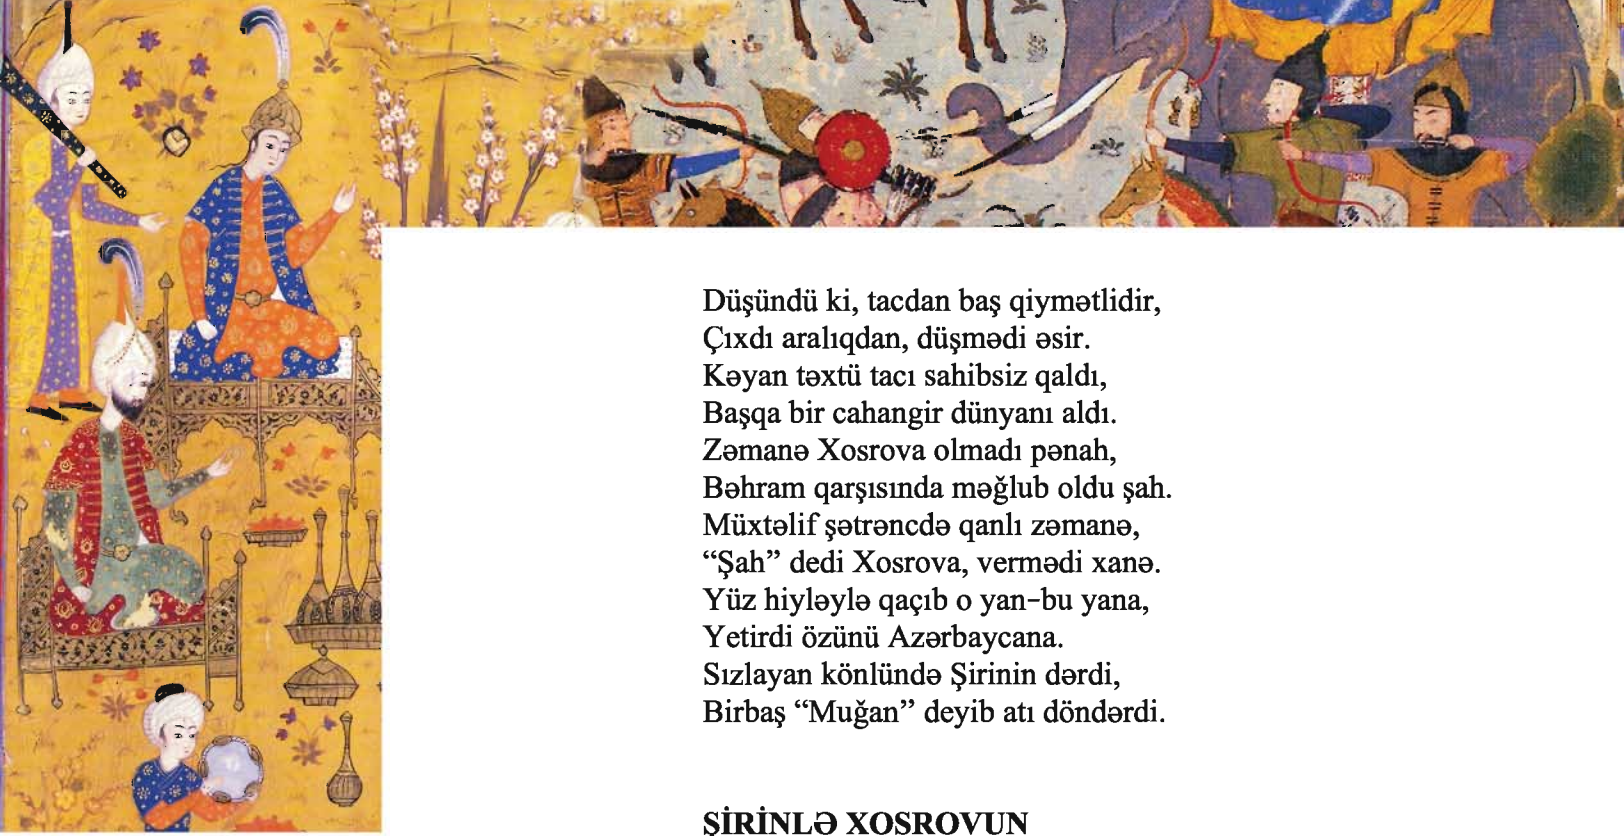 Düşündü ki, tacdan baş qiymətlidir,
Çıxdı aralıqdan, düşmədi əsir.
Kəyan təxtü tacı sahibsiz qaldı,
Başqa bir cahangir dünyanı aldı.
Zəmanə Xosrova olmadı pənah,
Bəhram qarşısında məğlub oldu şah.
Müxtəlif şətrəncdə qanlı zəmanə,
“Şah” dedi Xosrova, vermədi xanə.
Yüz hiyləylə qaçıb o yan-bu yana,
Yetirdi özünü Azərbaycana.
Sızlayan könlündə Şirinin dərdi,
Birbaş “Muğan” deyib atı döndərdi.
ŞİRİNLƏ XOSROVUN